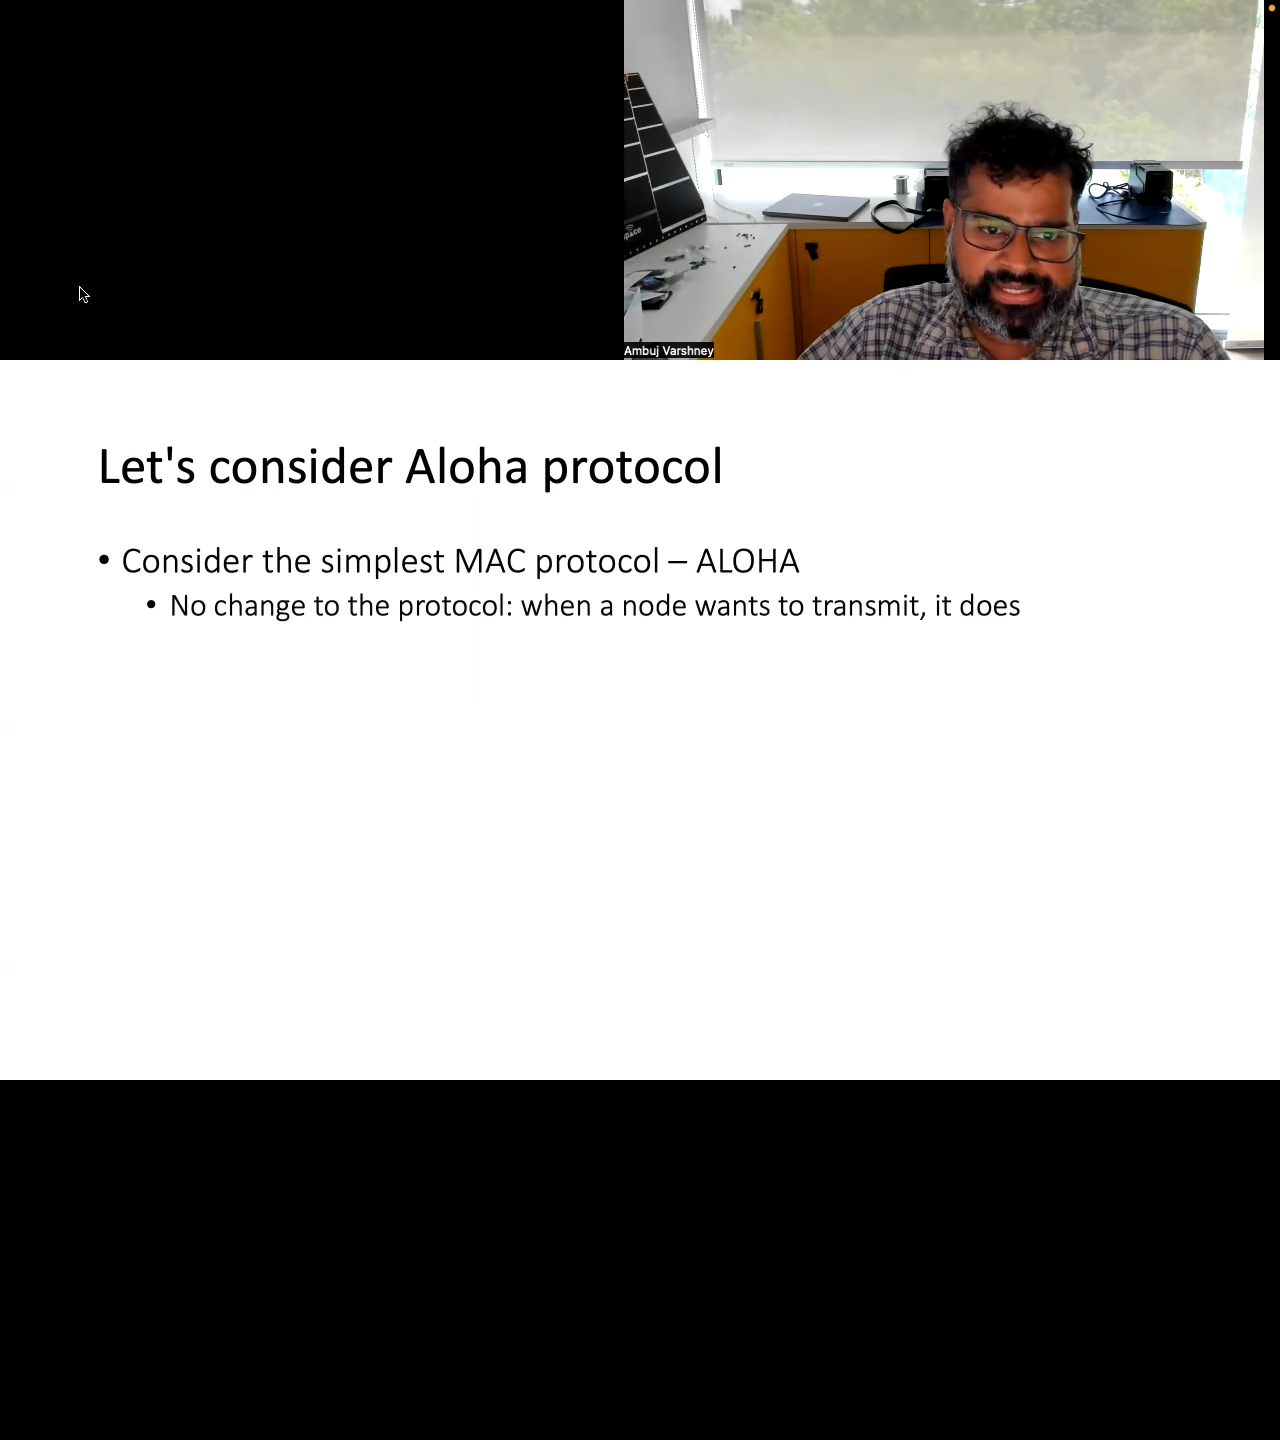 Ambuj Varshney
Let's consider Aloha protocol
• Consider the simplest MAC protocol – ALOHA
• No change to the protocol: when a node wants to transmit, it does